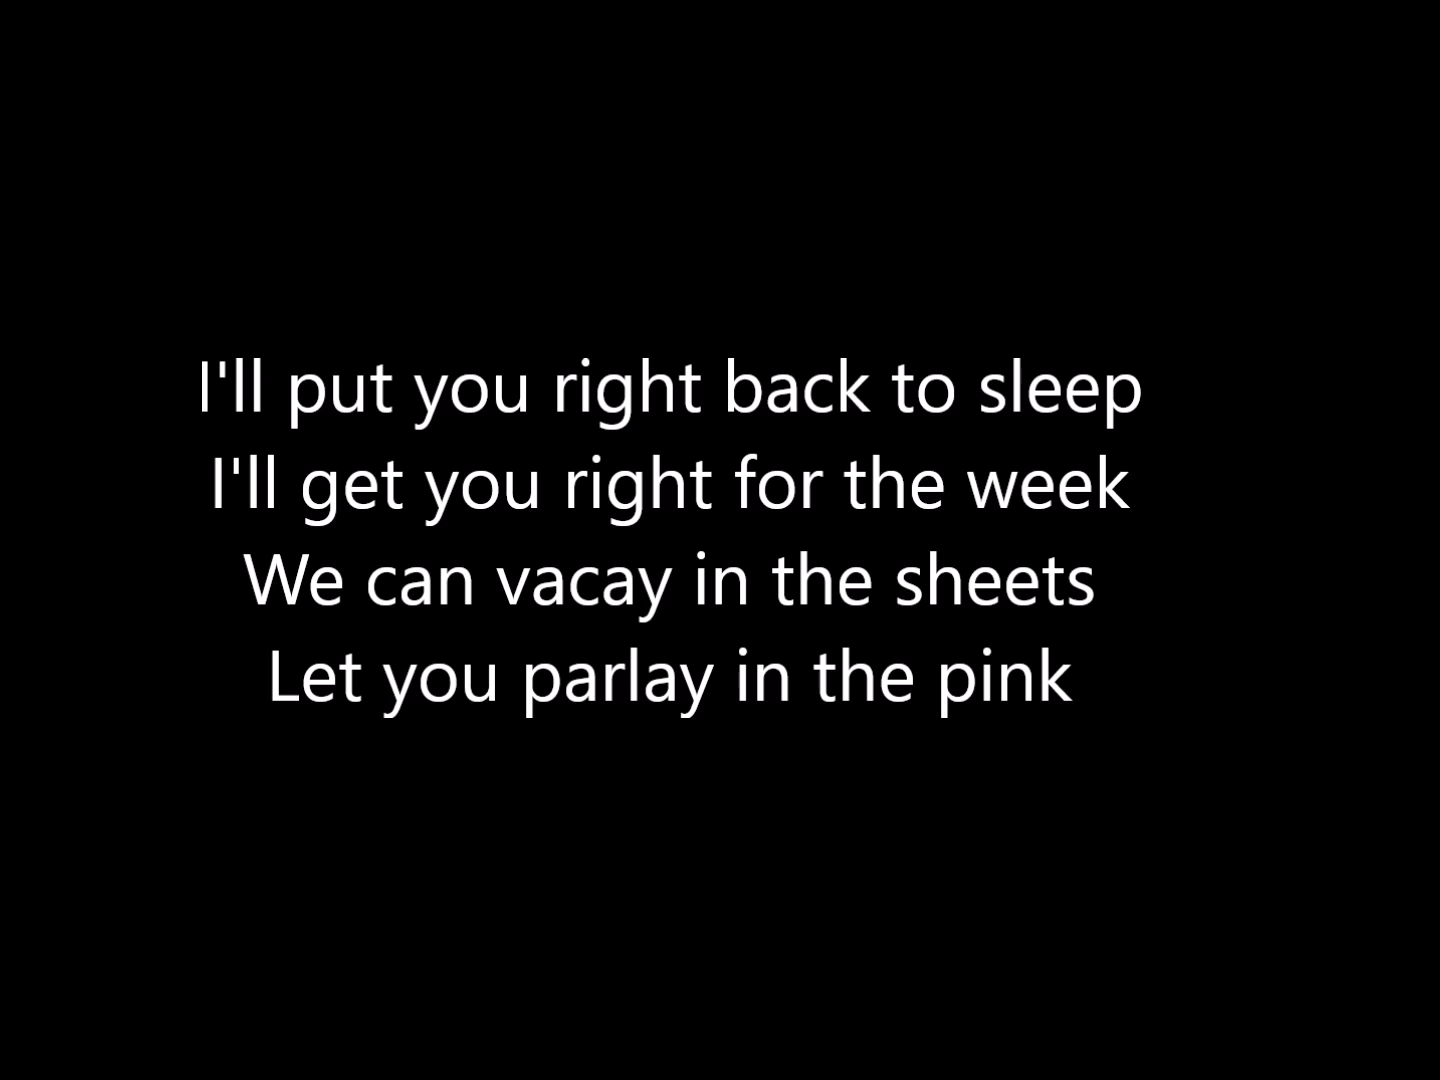 I'll put you right back to sleep
I'll get you right for the week
We can vacay in the sheets
Let you parlay in the pink